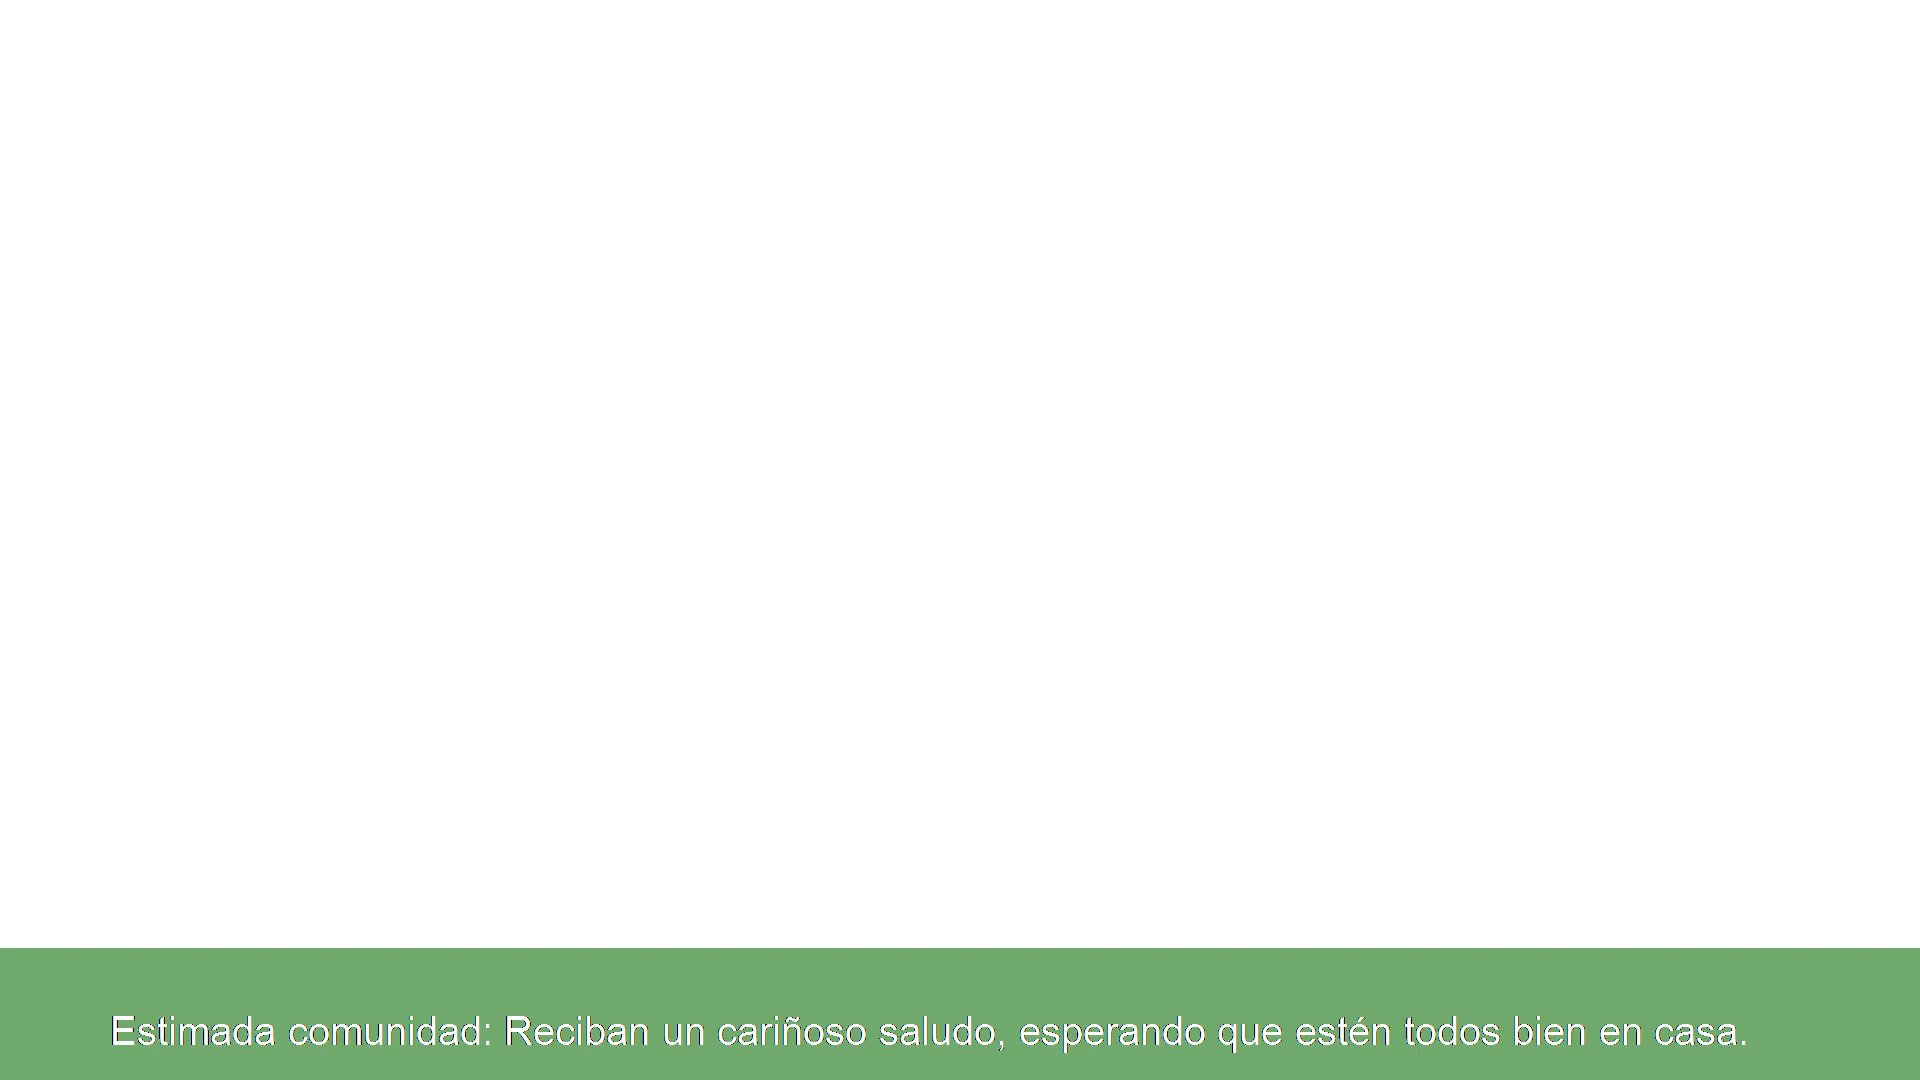 Estimada comunidad: Reciban un cariñoso saludo, esperando que estén todos bien en casa.